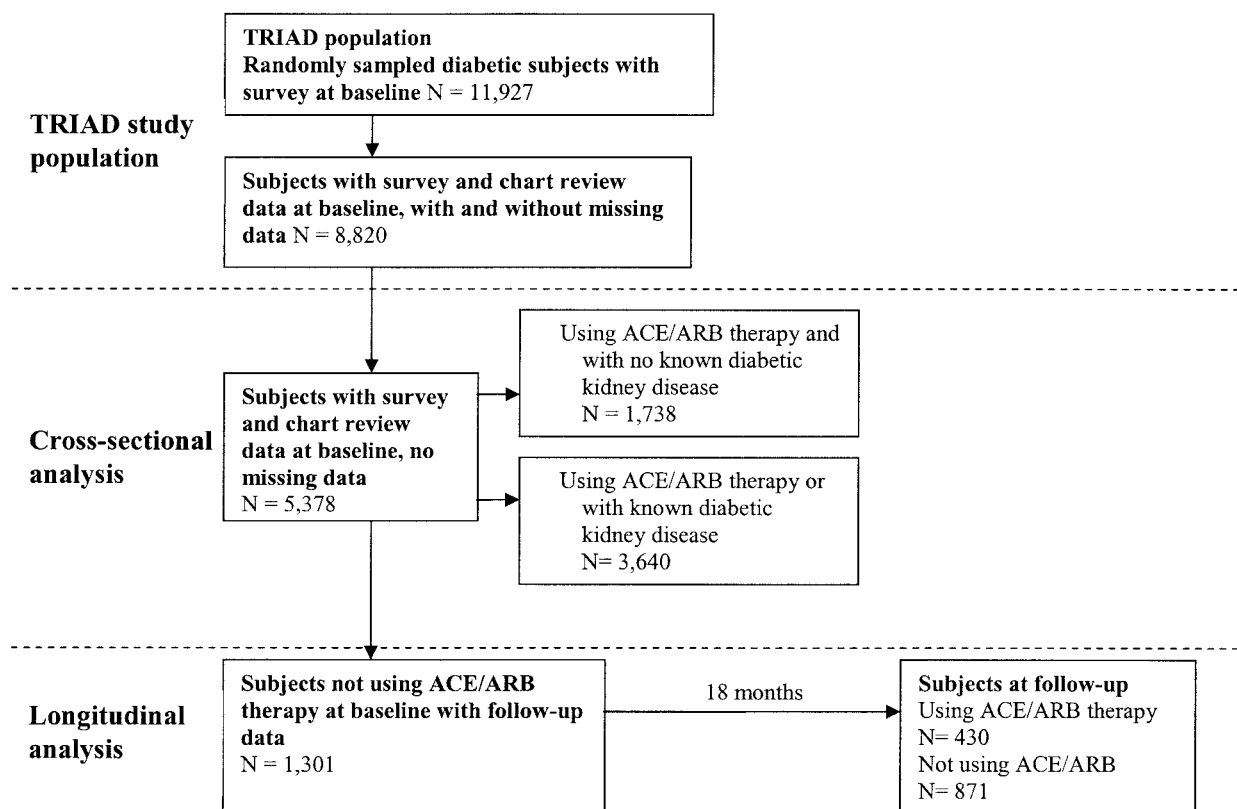 TRIAD population
Randomly sampled diabetic subjects with
survey at baseline N = 11,927
TRIAD study
population
Subjects with survey and chart review
data at baseline, with and without missing
data N = 8,820
Using ACE/ARB therapy and
with no known diabetic
kidney disease
N = 1,738
Cross-sectional
analysis
Subjects with survey
and chart review
data at baseline, no
missing data
N = 5,378
Using ACE/ARB therapy or
with known diabetic
kidney disease
N= 3,640
Longitudinal
analysis
Subjects not using ACE/ARB
therapy at baseline with follow-up
data
N = 1,301
18 months
Subjects at follow-up
Using ACE/ARB therapy
N= 430
Not using ACE/ARB
N= 871